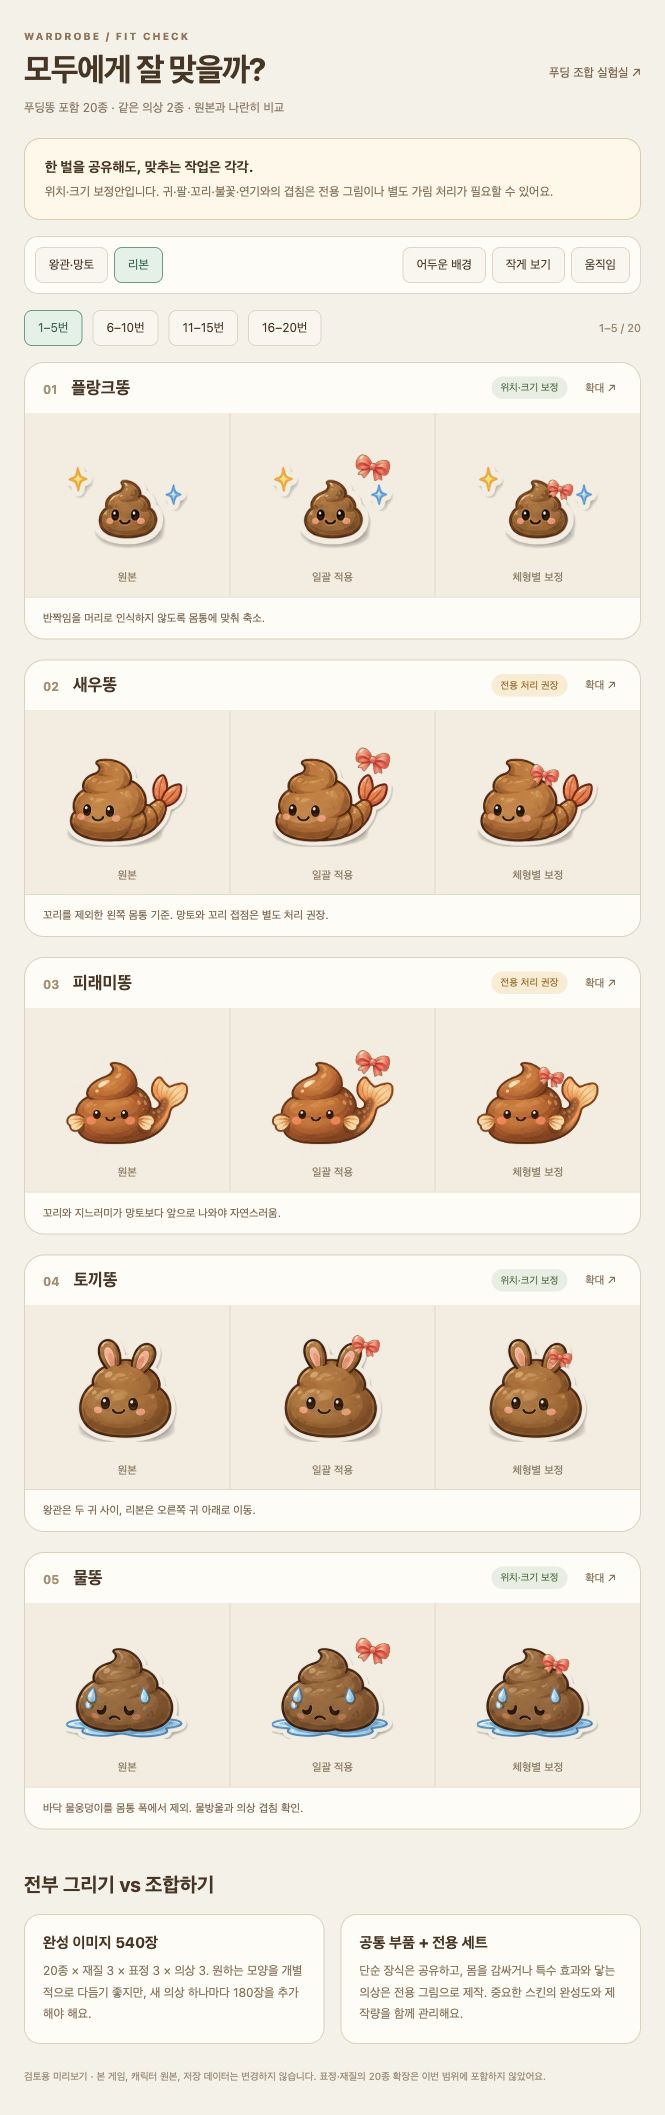 WARDROBE / FIT CHECK
모두에게 잘 맞을까?
푸딩 조합 실험실 ↗
푸딩똥 포함 20종 · 같은 의상 2종 · 원본과 나란히 비교
한 벌을 공유해도, 맞추는 작업은 각각.
위치·크기 보정안입니다. 귀·팔·꼬리·불꽃·연기와의 겹침은 전용 그림이나 별도 가림 처리가 필요할 수 있어요.
왕관·망토
리본
어두운 배경
작게 보기
움직임
1–5번
6–10번
11–15번
16–20번
1–5 / 20
01 플랑크똥
위치·크기 보정
확대 ↗
원본
일괄 적용
체형별 보정
반짝임을 머리로 인식하지 않도록 몸통에 맞춰 축소.
02 새우똥
전용 처리 권장
확대 ↗
원본
일괄 적용
체형별 보정
꼬리를 제외한 왼쪽 몸통 기준. 망토와 꼬리 접점은 별도 처리 권장.
03 피래미똥
전용 처리 권장
확대 ↗
원본
일괄 적용
체형별 보정
꼬리와 지느러미가 망토보다 앞으로 나와야 자연스러움.
04 토끼똥
위치·크기 보정
확대 ↗
원본
일괄 적용
체형별 보정
왕관은 두 귀 사이, 리본은 오른쪽 귀 아래로 이동.
05 물똥
위치·크기 보정
확대 ↗
원본
일괄 적용
체형별 보정
바닥 물웅덩이를 몸통 폭에서 제외. 물방울과 의상 겹침 확인.
전부 그리기 vs 조합하기
완성 이미지 540장
20종 × 재질 3 × 표정 3 × 의상 3. 원하는 모양을 개별
적으로 다듬기 좋지만, 새 의상 하나마다 180장을 추가
해야 해요.
공통 부품 + 전용 세트
단순 장식은 공유하고, 몸을 감싸거나 특수 효과와 닿는
의상은 전용 그림으로 제작. 중요한 스킨의 완성도와 제
작량을 함께 관리해요.
검토용 미리보기 · 본 게임, 캐릭터 원본, 저장 데이터는 변경하지 않습니다. 표정·재질의 20종 확장은 이번 범위에 포함하지 않았어요.